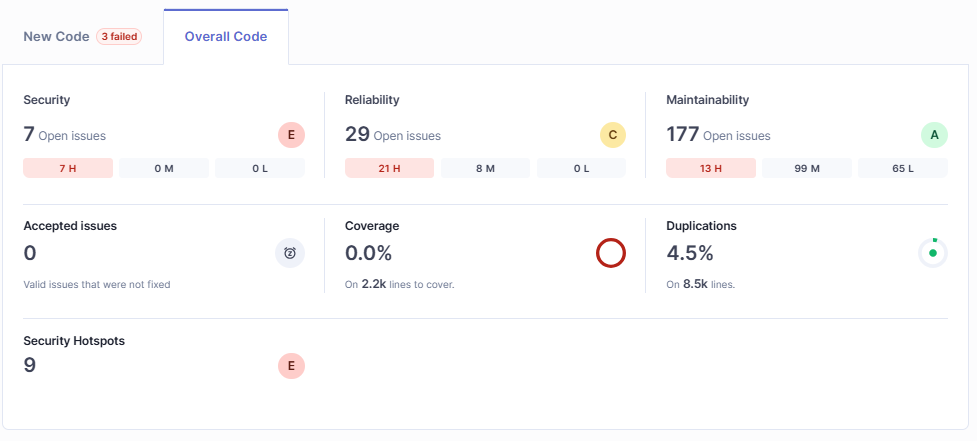 New Code 3 failed Overall Code
Security Reliability Maintainability
7 Open issues E 29 Open issues C 177 Open issues A
7 H 0 M 0 L 21 H 8 M 0 L 13 H 99 M 65 L
Accepted issues Coverage Duplications
0 0.0% 4.5%
Valid issues that were not fixed On 2.2k lines to cover. On 8.5k lines.
Security Hotspots
9 E